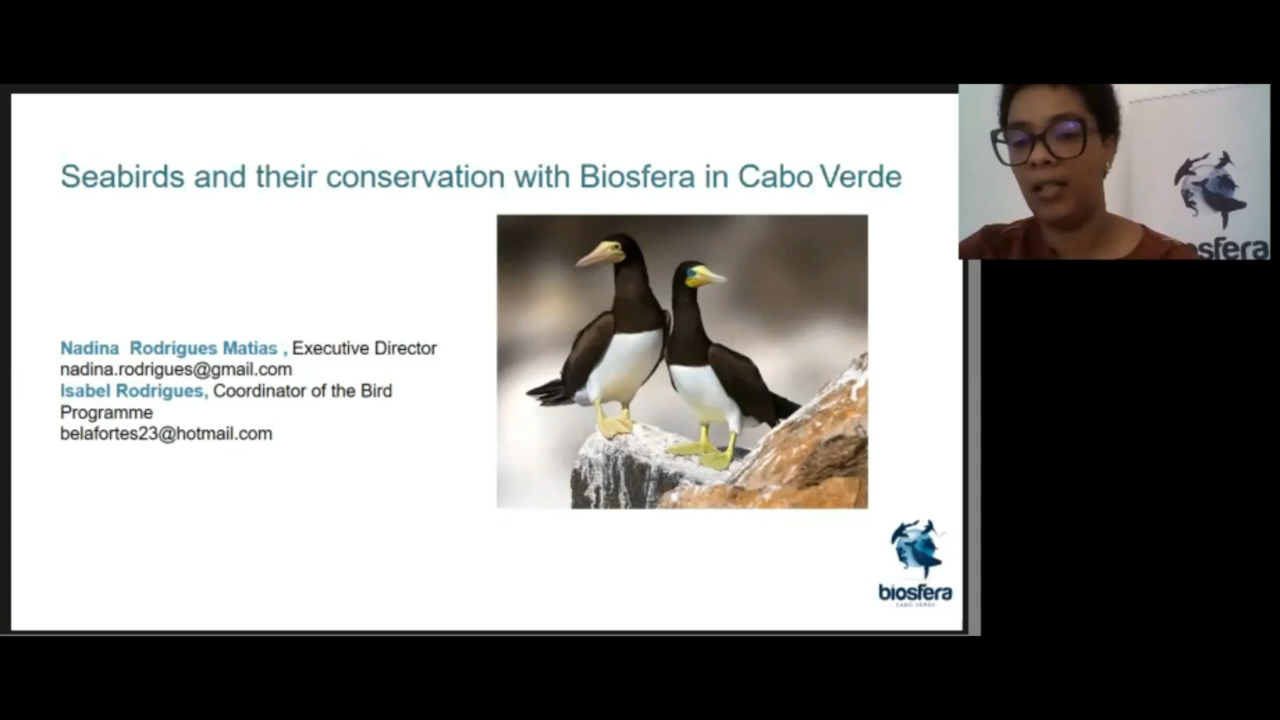 Seabirds and their conservation with Biosfera in Cabo Verde
Nadina Rodrigues Matias , Executive Director
nadina.rodrigues@gmail.com
Isabel Rodrigues, Coordinator of the Bird
Programme
belafortes23@hotmail.com
biosfera
CABO VERDE
osfera